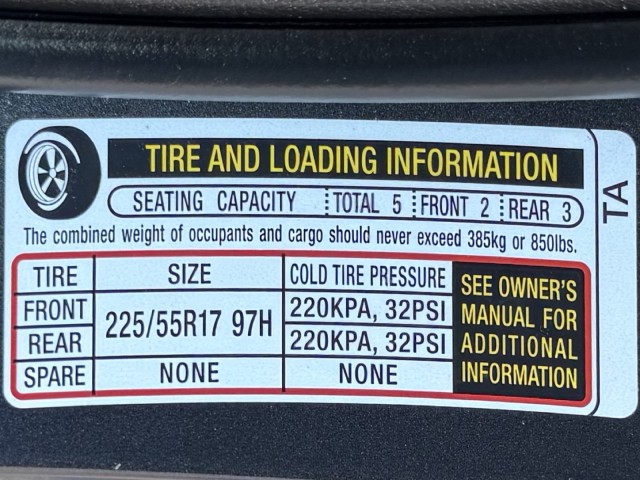 TIRE AND LOADING INFORMATION
SEATING CAPACITY TOTAL 5 FRONT 2 REAR 3
The combined weight of occupants and cargo should never exceed 385kg or 850lbs.
TIRE SIZE COLD TIRE PRESSURE
FRONT 225/55R17 97H 220KPA, 32PSI
REAR 220KPA, 32PSI
SPARE NONE NONE
SEE OWNER'S
MANUAL FOR
ADDITIONAL
INFORMATION
TA